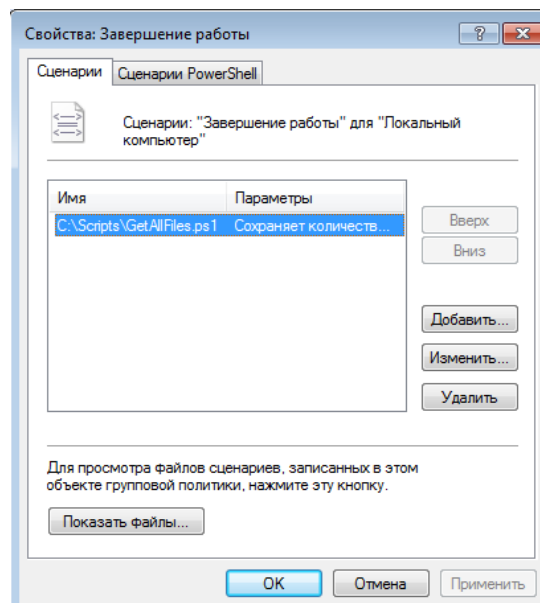 Свойства: Завершение работы
Сценарии
Сценарии PowerShell
Сценарии: "Завершение работы" для "Локальный
компьютер"
Имя
Параметры
C:\Scripts\GetAllFiles.ps1
Сохраняет количеств...
Вверх
Вниз
Добавить...
Изменить...
Удалить
Для просмотра файлов сценариев, записанных в этом
объекте групповой политики, нажмите эту кнопку.
Показать файлы...
OK
Отмена
Применить